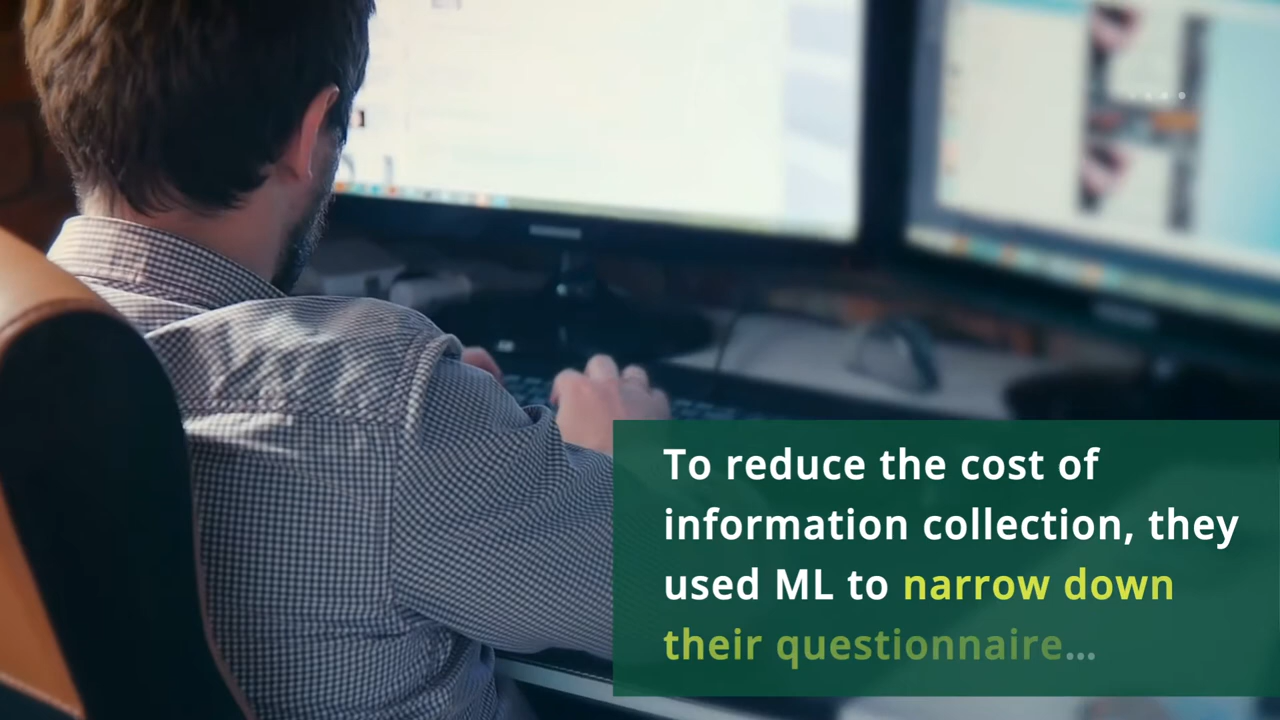 To reduce the cost of
information collection, they
used ML to narrow down
their questionnaire...